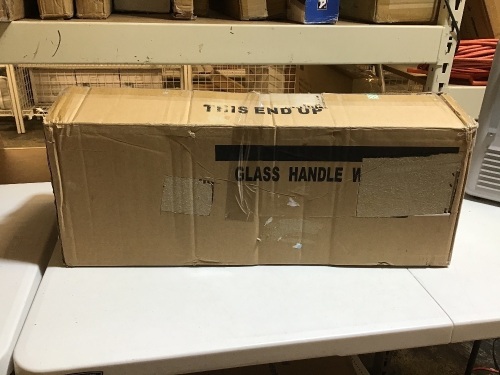 THIS END UP
GLASS HANDLE W